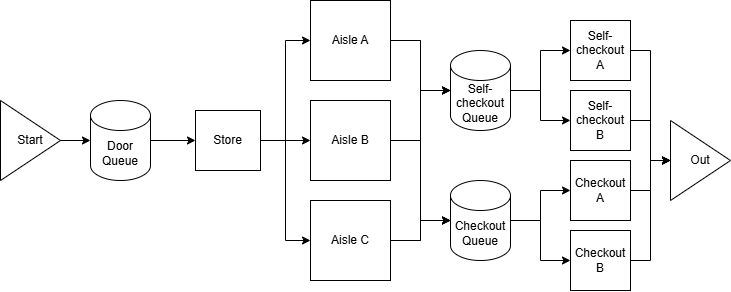 Start
Door
Queue
Store
Aisle A
Aisle B
Aisle C
Self-
checkout
Queue
Checkout
Queue
Self-
checkout
A
Self-
checkout
B
Checkout
A
Checkout
B
Out